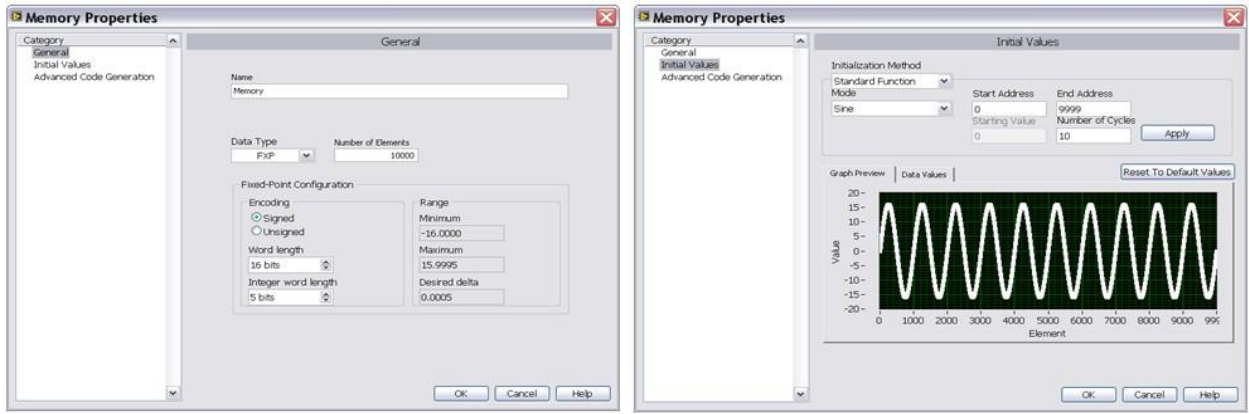 Memory Properties
Category
General
Initial Values
Advanced Code Generation
General
Name
Memory
Data Type
Number of Elements
FXP
10000
Fixed-Point Configuration
Encoding
Signed
Unsigned
Word length
16 bits
Integer word length
5 bits
Range
Minimum
-16.0000
Maximum
15.9995
Desired delta
0.0005
OK
Cancel
Help
Memory Properties
Category
General
Initial Values
Advanced Code Generation
Initial Values
Initialization Method
Standard Function
Mode
Start Address
End Address
Sine
0
9999
Starting Value
Number of Cycles
0
10
Apply
Graph Preview
Data Values
Reset To Default Values
20
15
10
5
0
-5
-10
-15
-20
Value
0 1000 2000 3000 4000 5000 6000 7000 8000 9000 999
Element
OK
Cancel
Help